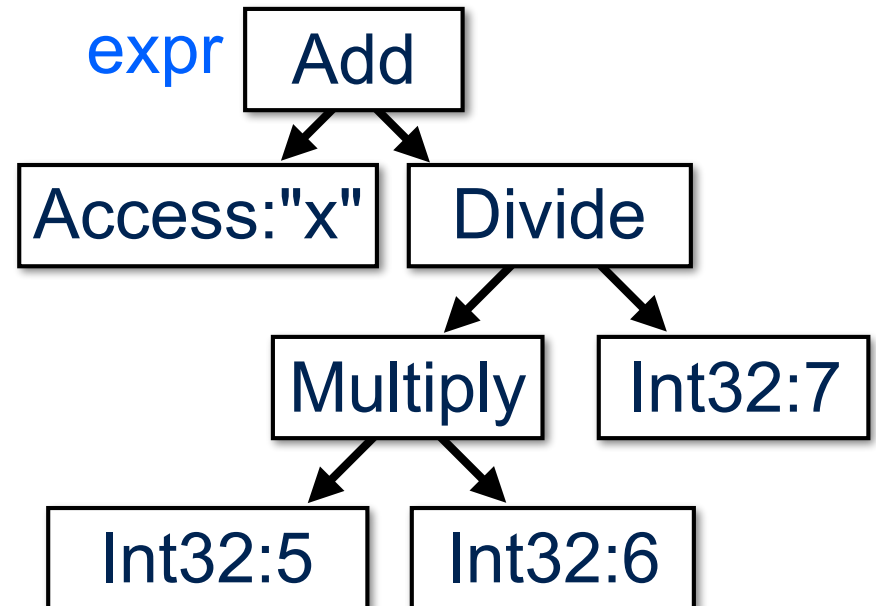 expr
Add
Access:"x"
Divide
Multiply
Int32:7
Int32:5
Int32:6